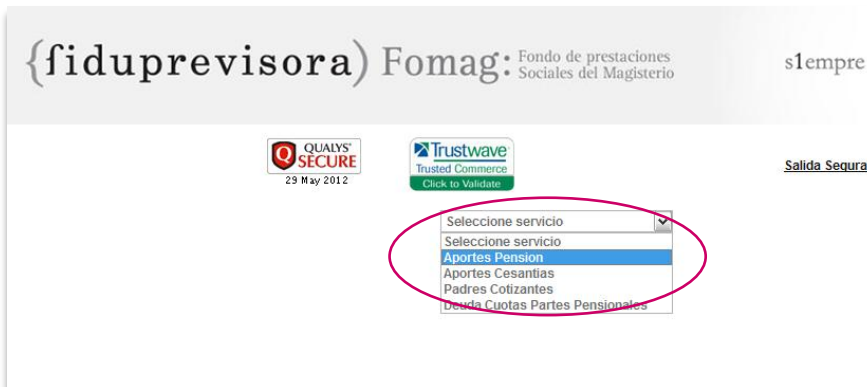 {fiduprevisora) Fomag: Fondo de prestaciones
Sociales del Magisterio
s1empre
QUALYS
SECURE
29 May 2012
Trustwave
Trusted Commerce
Click to Validate
Salida Segura
Seleccione servicio
Seleccione servicio
Aportes Pension
Aportes Cesantias
Padres Cotizantes
Deuda Cuotas Partes Pensionales